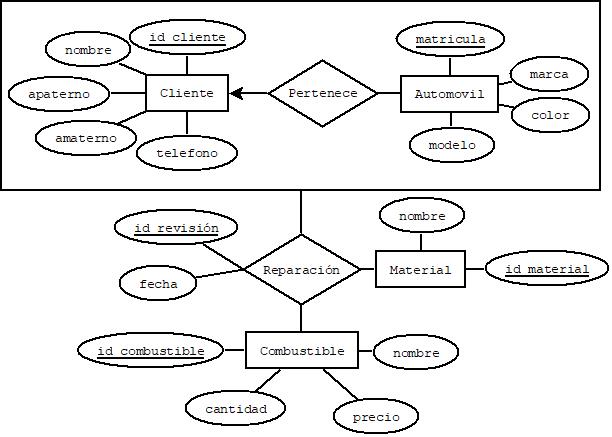 id cliente
nombre
matricula
marca
apaterno
Cliente
Pertenece
Automovil
color
amaterno
telefono
modelo
id revisión
nombre
fecha
Reparación
Material
id material
id combustible
Combustible
nombre
cantidad
precio